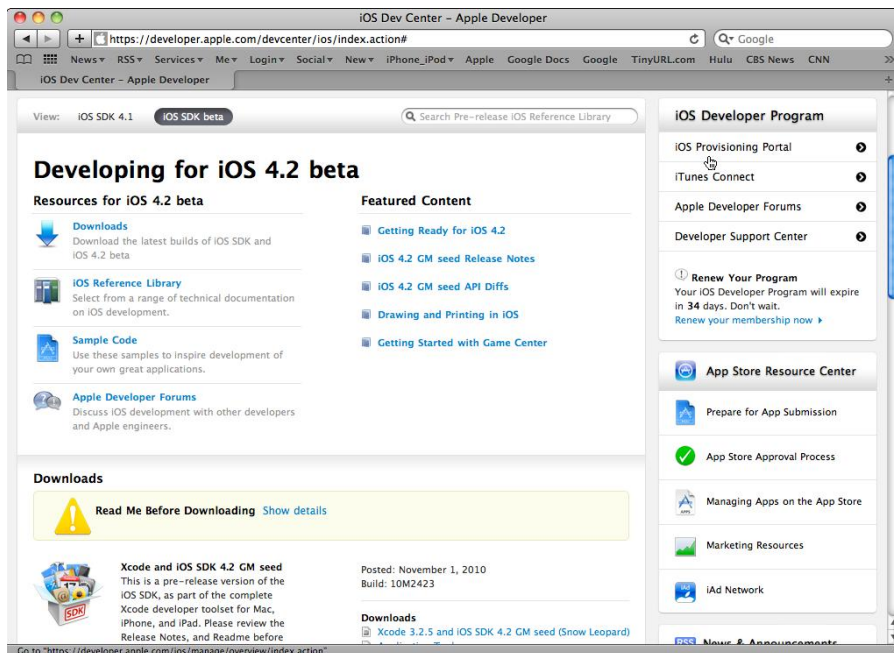 iOS Dev Center – Apple Developer
https://developer.apple.com/devcenter/ios/index.action#
Google
News RSS Services Me Login Social New iPhone_iPod Apple Google Docs Google TinyURL.com Hulu CBS News CNN
iOS Dev Center – Apple Developer
View: iOS SDK 4.1 iOS SDK beta
Search Pre-release iOS Reference Library
Developing for iOS 4.2 beta
Resources for iOS 4.2 beta
Downloads
Download the latest builds of iOS SDK and
iOS 4.2 beta
iOS Reference Library
Select from a range of technical documentation
on iOS development.
Sample Code
Use these samples to inspire development of
your own great applications.
Apple Developer Forums
Discuss iOS development with other developers
and Apple engineers.
Featured Content
Getting Ready for iOS 4.2
iOS 4.2 GM seed Release Notes
iOS 4.2 GM seed API Diffs
Drawing and Printing in iOS
Getting Started with Game Center
Downloads
Read Me Before Downloading Show details
SDK
Xcode and iOS SDK 4.2 GM seed
This is a pre-release version of the
iOS SDK, as part of the complete
Xcode developer toolset for Mac,
iPhone, and iPad. Please review the
Release Notes, and Readme before
Posted: November 1, 2010
Build: 10M2423
Downloads
Xcode 3.2.5 and iOS SDK 4.2 GM seed (Snow Leopard)
iOS Developer Program
iOS Provisioning Portal
iTunes Connect
Apple Developer Forums
Developer Support Center
Renew Your Program
Your iOS Developer Program will expire
in 34 days. Don't wait.
Renew your membership now
App Store Resource Center
Prepare for App Submission
App Store Approval Process
Managing Apps on the App Store
Marketing Resources
iAd Network
RSS News & Announcements
Go to "https://developer.apple.com/ios/manage/overview/index.action"